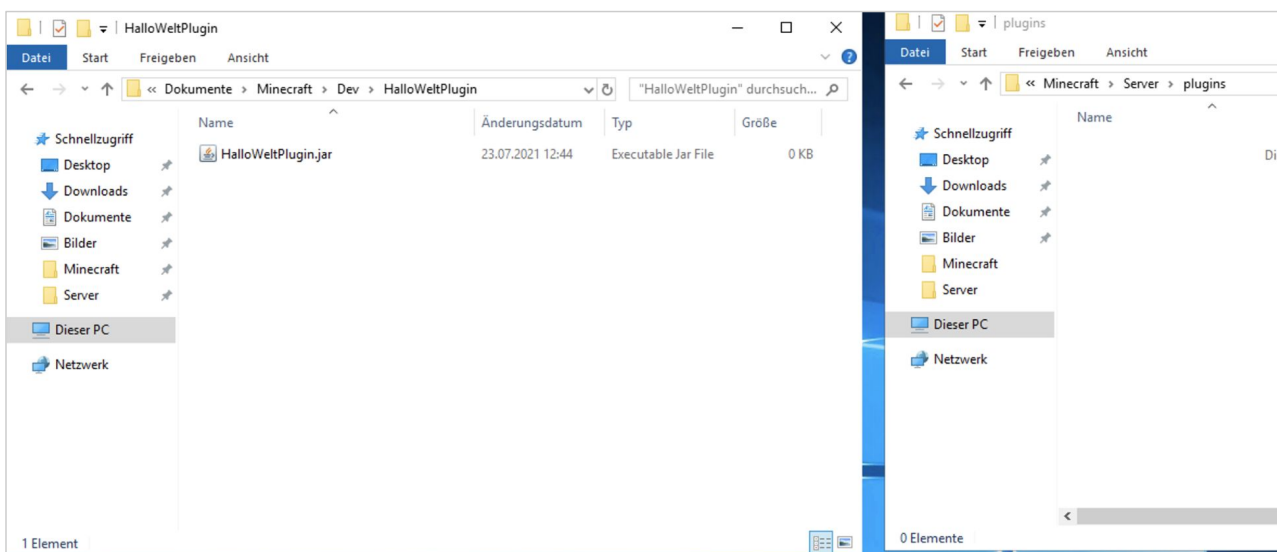 HalloWeltPlugin
Datei Start Freigeben Ansicht
« Dokumente › Minecraft › Dev › HalloWeltPlugin
"HalloWeltPlugin" durchsuch...
Name Änderungsdatum Typ Größe
HalloWeltPlugin.jar 23.07.2021 12:44 Executable Jar File 0 KB
Schnellzugriff
Desktop
Downloads
Dokumente
Bilder
Minecraft
Server
Dieser PC
Netzwerk
1 Element
plugins
Datei Start Freigeben Ansicht
« Minecraft › Server › plugins
Name
Di
Schnellzugriff
Desktop
Downloads
Dokumente
Bilder
Minecraft
Server
Dieser PC
Netzwerk
0 Elemente